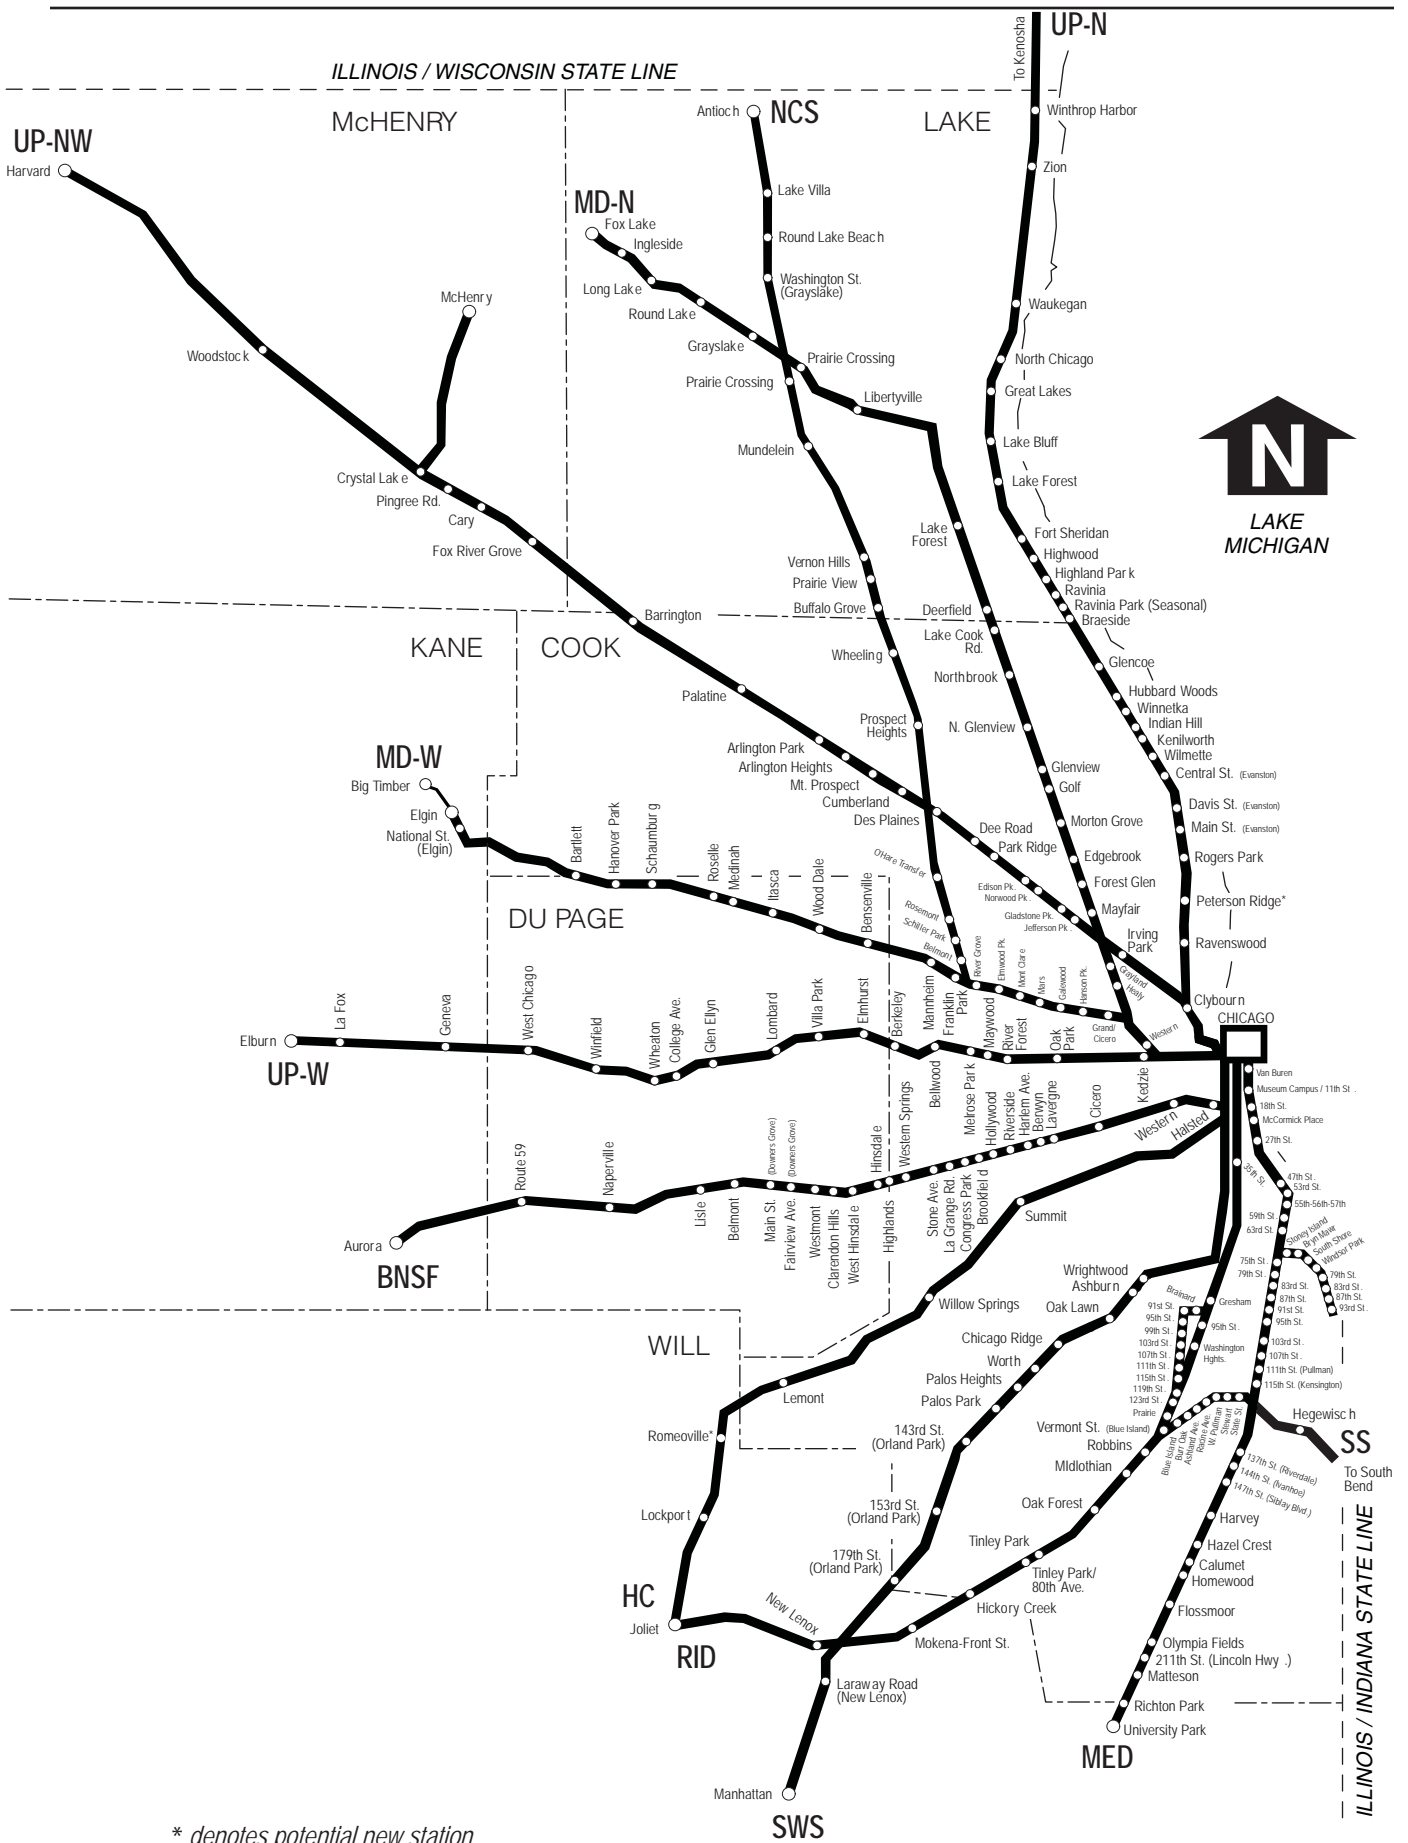 UP-N
To Kenosha
ILLINOIS / WISCONSIN STATE LINE
McHENRY
LAKE
UP-NW
Harvard
Woodstock
McHenry
Crystal Lake
Pingree Rd.
Cary
Fox River Grove
Barrington
Palatine
Arlington Park
Arlington Heights
Mt. Prospect
Cumberland
Des Plaines
Dee Road
Park Ridge
Edison Pk.
Norwood Pk.
Gladstone Pk.
Jefferson Pk.
Irving
Park
Clybourn
CHICAGO
NCS
Antioch
Lake Villa
Round Lake Beach
Washington St.
(Grayslake)
Prairie Crossing
Mundelein
Vernon Hills
Prairie View
Buffalo Grove
Wheeling
Prospect
Heights
O'Hare Transfer
Rosemont
Schiller Park
Belmont
MD-N
Fox Lake
Ingleside
Long Lake
Round Lake
Grayslake
Prairie Crossing
Libertyville
Lake
Forest
Deerfield
Lake Cook
Rd.
Northbrook
N. Glenview
Glenview
Golf
Morton Grove
Edgebrook
Forest Glen
Mayfair
Grayland
Healy
Western
Winthrop Harbor
Zion
Waukegan
North Chicago
Great Lakes
Lake Bluff
Lake Forest
Fort Sheridan
Highwood
Highland Park
Ravinia
Ravinia Park (Seasonal)
Braeside
Glencoe
Hubbard Woods
Winnetka
Indian Hill
Kenilworth
Wilmette
Central St. (Evanston)
Davis St. (Evanston)
Main St. (Evanston)
Rogers Park
Peterson Ridge*
Ravenswood
N
LAKE
MICHIGAN
KANE
COOK
MD-W
Big Timber
Elgin
National St.
(Elgin)
Bartlett
Hanover Park
Schaumburg
Roselle
Medinah
Itasca
Wood Dale
Bensenville
Mannheim
Franklin
Park
River Grove
Elmwood Pk.
Mont Clare
Mars
Galewood
Hanson Pk.
Grand/
Cicero
DU PAGE
UP-W
Elburn
La Fox
Geneva
West Chicago
Winfield
Wheaton
College Ave.
Glen Ellyn
Lombard
Villa Park
Elmhurst
Berkeley
Bellwood
Melrose Park
Maywood
River
Forest
Oak
Park
Kedzie
BNSF
Aurora
Route 59
Naperville
Lisle
Belmont
Main St.
(Downers Grove)
Fairview Ave.
(Downers Grove)
Westmont
Clarendon Hills
West Hinsdale
Hinsdale
Highlands
Western Springs
Stone Ave.
La Grange Rd.
Congress Park
Brookfield
Hollywood
Riverside
Harlem Ave.
Berwyn
Lavergne
Cicero
Western
Halsted
WILL
HC
Joliet
Lockport
Romeoville*
Lemont
Willow Springs
Summit
RID
New Lenox
Mokena-Front St.
Hickory Creek
Tinley Park/
80th Ave.
Tinley Park
Oak Forest
MIdlothian
Robbins
Vermont St. (Blue Island)
Prairie
123rd St.
119th St.
115th St.
111th St.
107th St.
103rd St.
99th St.
95th St.
91st St.
Brainard
Gresham
95th St.
Washington
Hghts.
35th St.
SWS
Manhattan
Laraway Road
(New Lenox)
179th St.
(Orland Park)
153rd St.
(Orland Park)
143rd St.
(Orland Park)
Palos Park
Palos Heights
Worth
Chicago Ridge
Oak Lawn
Ashburn
Wrightwood
Van Buren
Museum Campus / 11th St.
18th St.
McCormick Place
27th St.
47th St.
53rd St.
55th-56th-57th
59th St
63rd St.
Stoney Island
Bryn Mawr
South Shore
Windsor Park
79th St.
83rd St.
87th St.
93rd St.
75th St.
79th St.
83rd St.
87th St.
91st St.
95th St.
103rd St.
107th St.
111th St. (Pullman)
115th St. (Kensington)
Blue Island
Burr Oak
Ashland Ave.
Racine Ave.
W. Pullman
Stewart
State St.
Hegewisch
SS
To South
Bend
137th St. (Riverdale)
144th St. (Ivanhoe)
147th St. (Siblay Blvd.)
Harvey
Hazel Crest
Calumet
Homewood
Flossmoor
Olympia Fields
211th St. (Lincoln Hwy.)
Matteson
Richton Park
University Park
MED
ILLINOIS / INDIANA STATE LINE
* denotes potential new station